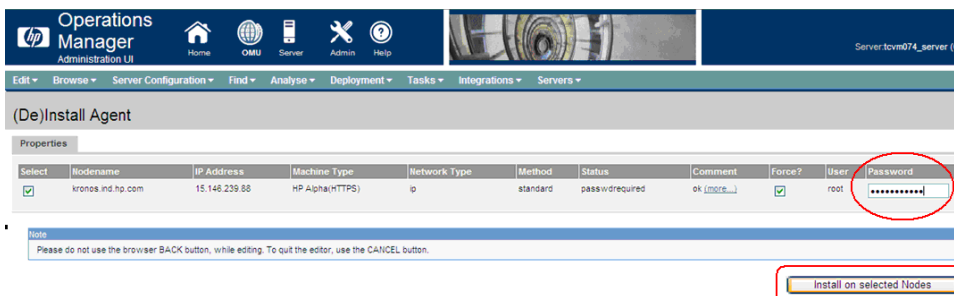 hp Operations Manager
Administration UI
Home OMU Server Admin Help
Server:tcvm074_server (
Edit Browse Server Configuration Find Analyse Deployment Tasks Integrations Servers
(De)Install Agent
Properties
Select Nodename IP Address Machine Type Network Type Method Status Comment Force? User Password
kronos.ind.hp.com 15.146.239.88 HP Alpha(HTTPS) ip standard passwdrequired ok (more...) root •••••••••••
Note
Please do not use the browser BACK button, while editing. To quit the editor, use the CANCEL button.
Install on selected Nodes